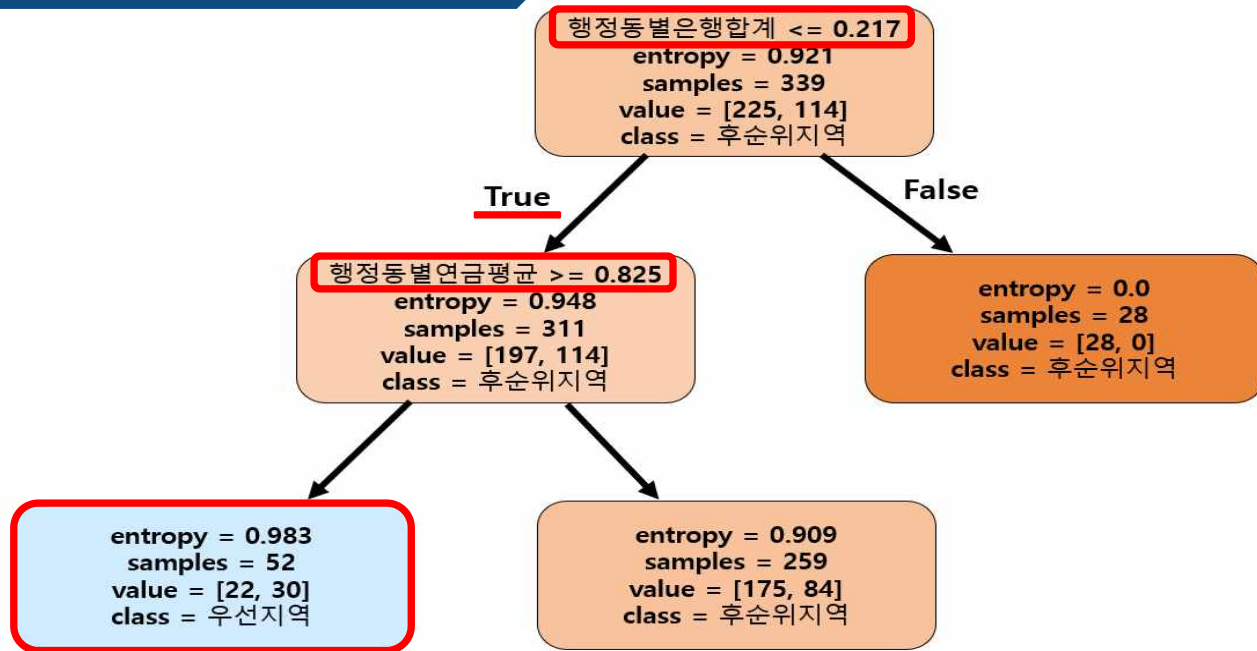 행정동별은행합계 <= 0.217
entropy = 0.921
samples = 339
value = [225, 114]
class = 후순위지역
True
False
행정동별연금평균 >= 0.825
entropy = 0.948
samples = 311
value = [197, 114]
class = 후순위지역
entropy = 0.0
samples = 28
value = [28, 0]
class = 후순위지역
entropy = 0.983
samples = 52
value = [22, 30]
class = 우선지역
entropy = 0.909
samples = 259
value = [175, 84]
class = 후순위지역